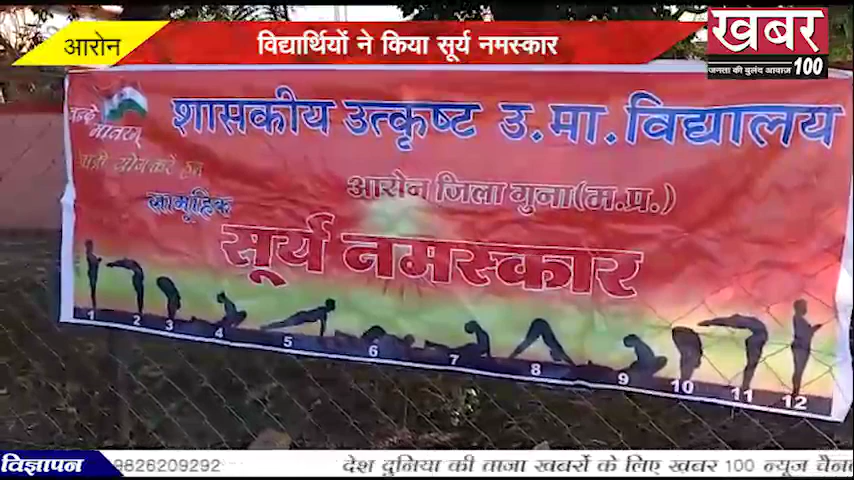 आरोन
विद्यार्थियों ने किया सूर्य नमस्कार
खबर
जनता की बुलंद आवाज़ 100
वन्दे
मातरम्
शासकीय उत्कृष्ट उ.मा.विद्यालय
आरोन जिला गुना(म.प्र.)
सामूहिक
सूर्य नमस्कार
1 2 3 4 5 6 7 8 9 10 11 12
विज्ञापन
9826209292 देश दुनिया की ताजा खबरों के लिए खबर 100 न्यूज चैन